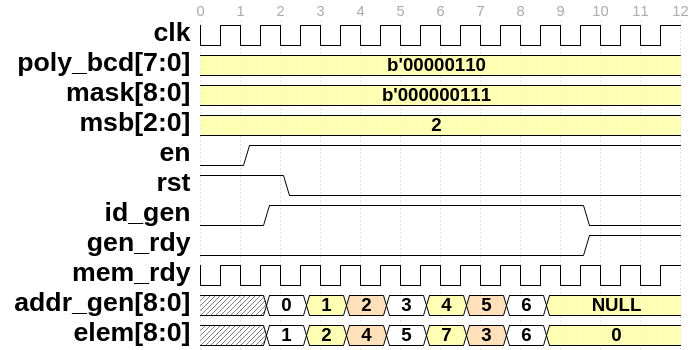 0 1 2 3 4 5 6 7 8 9 10 11 12
clk
poly_bcd[7:0] b'00000110
mask[8:0] b'000000111
msb[2:0] 2
en
rst
id_gen
gen_rdy
mem_rdy
addr_gen[8:0] 0 1 2 3 4 5 6 NULL
elem[8:0] 1 2 4 5 7 3 6 0